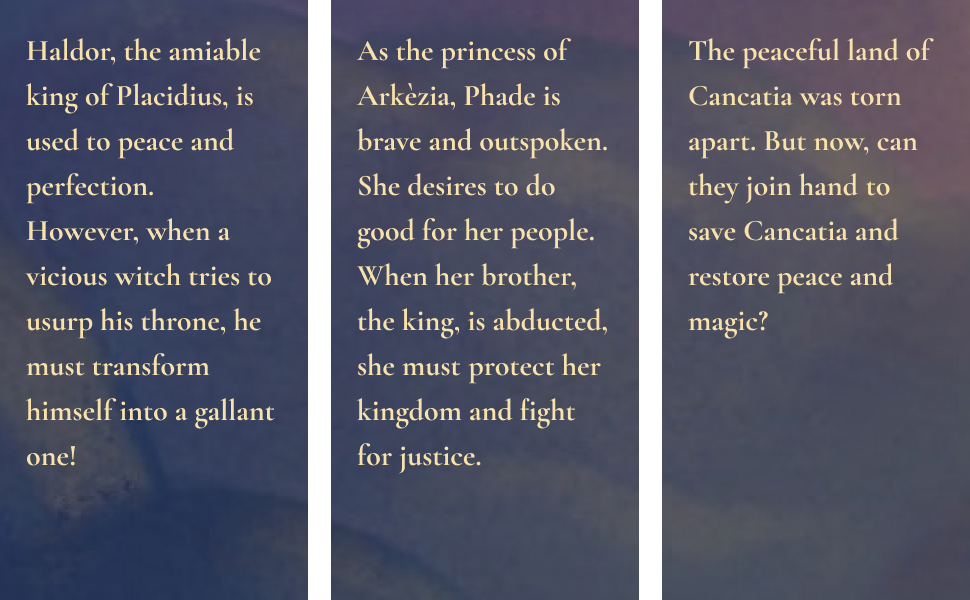 Haldor, the amiable
king of Placidius, is
used to peace and
perfection.
However, when a
vicious witch tries to
usurp his throne, he
must transform
himself into a gallant
one!
As the princess of
Arkèzia, Phade is
brave and outspoken.
She desires to do
good for her people.
When her brother,
the king, is abducted,
she must protect her
kingdom and fight
for justice.
The peaceful land of
Cancatia was torn
apart. But now, can
they join hand to
save Cancatia and
restore peace and
magic?